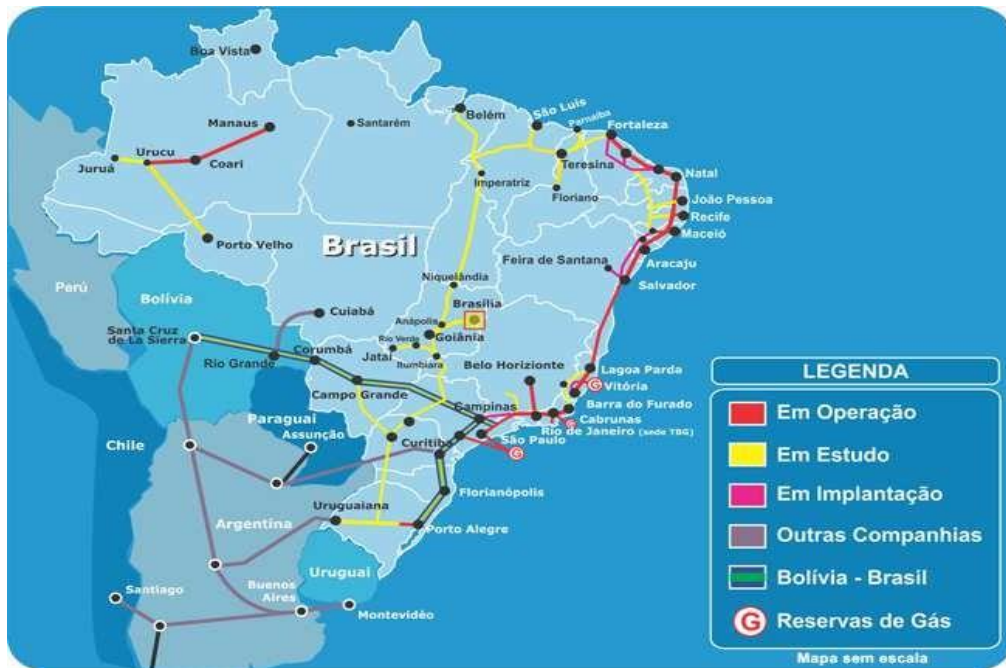 Boa Vista
Manaus
Santarém
Belém
São Luis
Parnaíba
Fortaleza
Urucu
Juruá
Coari
Teresina
Natal
Imperatriz
Floriano
João Pessoa
Recife
Porto Velho
Maceió
Brasil
Feira de Santana
Aracaju
Salvador
Perú
Niquelândia
Bolívia
Brasília
Cuiabá
Anápolis
Santa Cruz
de La Sierra
Rio Verde
Goiânia
Rio Grande
Corumbá
Jataí
Itumbiara
Belo Horizionte
Lagoa Parda
G
Vitória
Campo Grande
Campinas
Barra do Furado
Cabrunas
G
Rio de Janeiro (sede TBG)
Paraguai
Assunção
Chile
Curitiba
São Paulo
G
Florianópolis
Uruguaiana
Argentina
Porto Alegre
Uruguai
Santiago
Buenos
Aires
Montevidêo
LEGENDA
Em Operação
Em Estudo
Em Implantação
Outras Companhias
Bolívia - Brasil
G Reservas de Gás
Mapa sem escala